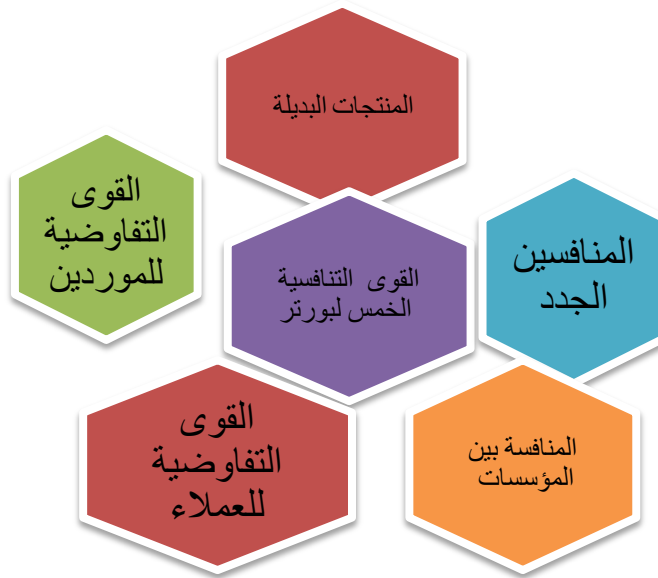 المنتجات البديلة
القوى
التفاوضية
للموردين
القوى التنافسية
الخمس لبورتر
المنافسين
الجدد
القوى
التفاوضية
للعملاء
المنافسة بين
المؤسسات